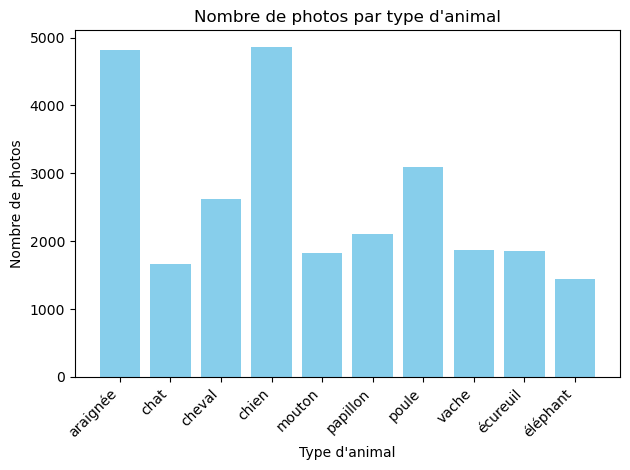 Nombre de photos par type d'animal
Nombre de photos
5000
4000
3000
2000
1000
0
araignée
chat
cheval
chien
mouton
papillon
poule
vache
écureuil
éléphant
Type d'animal